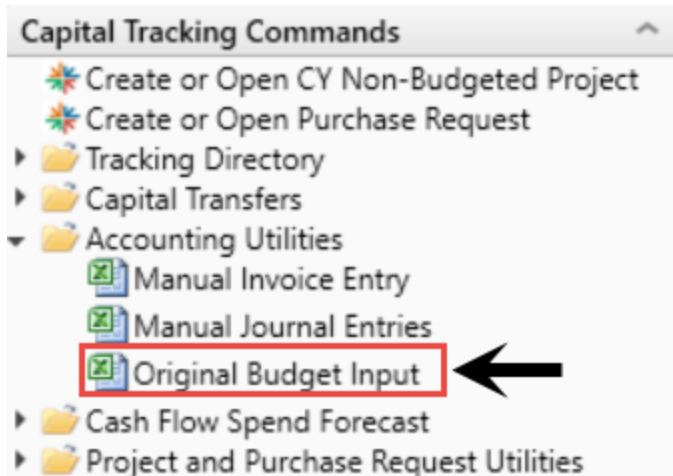 Capital Tracking Commands
Create or Open CY Non-Budgeted Project
Create or Open Purchase Request
Tracking Directory
Capital Transfers
Accounting Utilities
Manual Invoice Entry
Manual Journal Entries
Original Budget Input
Cash Flow Spend Forecast
Project and Purchase Request Utilities